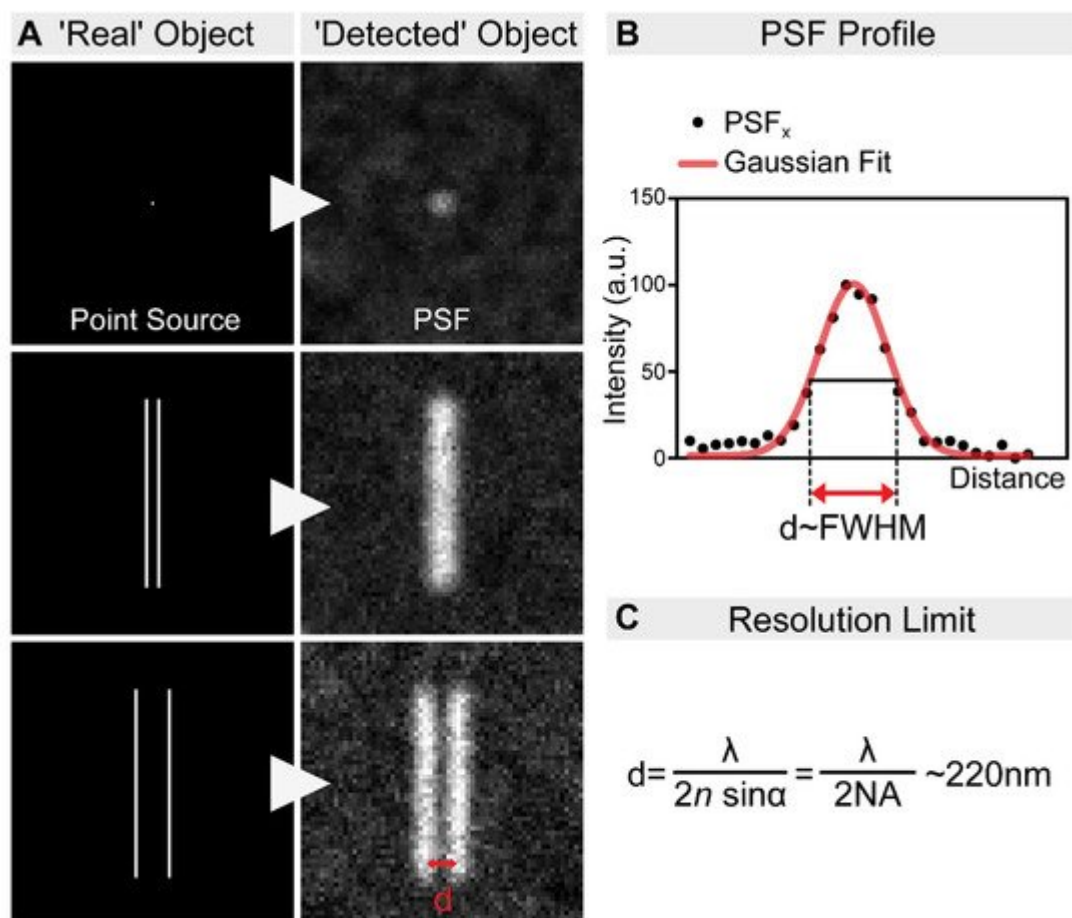 A 'Real' Object
'Detected' Object
Point Source
PSF
d
B PSF Profile
PSFₓ
Gaussian Fit
Intensity (a.u.)
150
100
50
0
Distance
d~FWHM
C Resolution Limit
d= λ / 2n sinα = λ / 2NA ~220nm